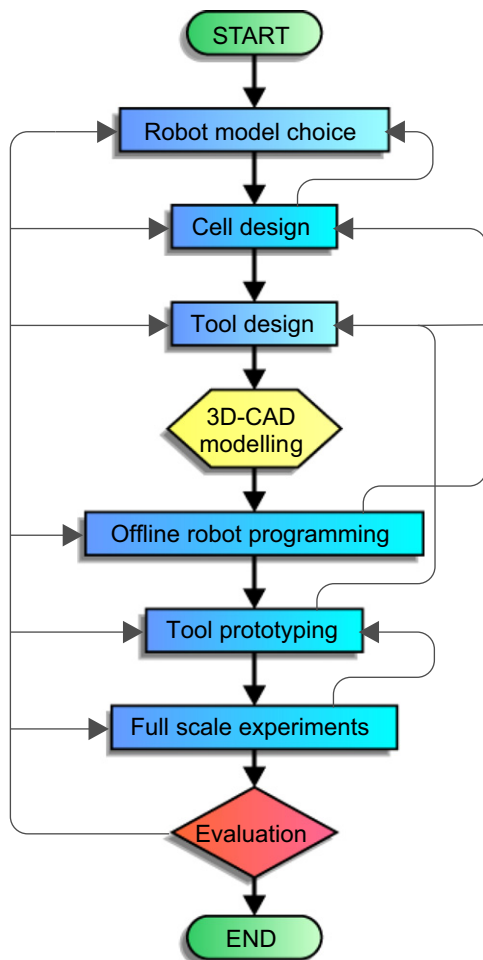 START
Robot model choice
Cell design
Tool design
3D-CAD
modelling
Offline robot programming
Tool prototyping
Full scale experiments
Evaluation
END